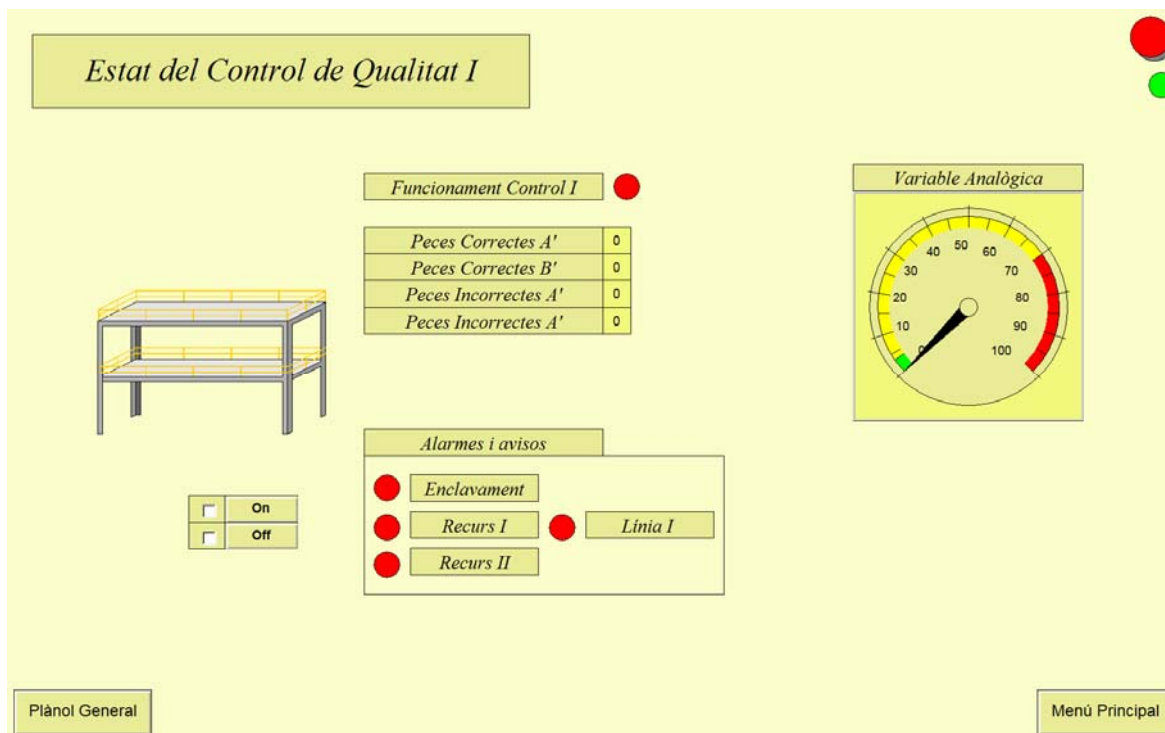 Estat del Control de Qualitat I
Funcionament Control I
Variable Analògica
Peces Correctes A' 0
Peces Correctes B' 0
Peces Incorrectes A' 0
Peces Incorrectes A' 0
0 10 20 30 40 50 60 70 80 90 100
Alarmes i avisos
Enclavament
Recurs I
Línia I
Recurs II
On
Off
Plànol General
Menú Principal